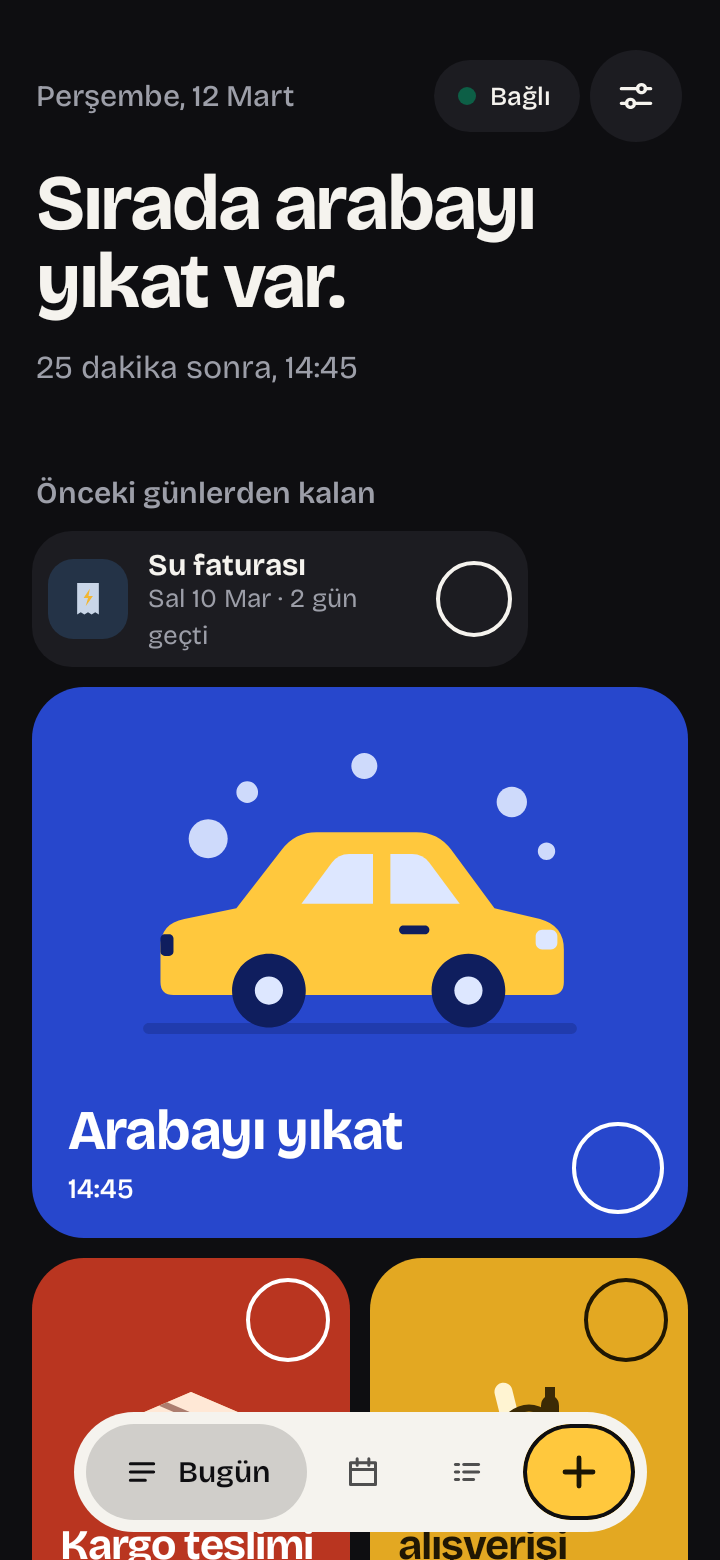 Perşembe, 12 Mart
Bağlı
Sırada arabayı
yıkat var.
25 dakika sonra, 14:45
Önceki günlerden kalan
Su faturası
Sal 10 Mar · 2 gün
geçti
Arabayı yıkat
14:45
Bugün
Kargo teslimi
alışverişi